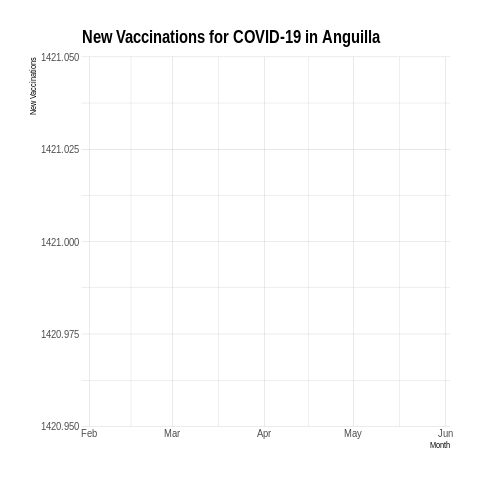 New Vaccinations for COVID-19 in Anguilla
New Vaccinations
1421.050
1421.025
1421.000
1420.975
1420.950
Feb Mar Apr May Jun
Month